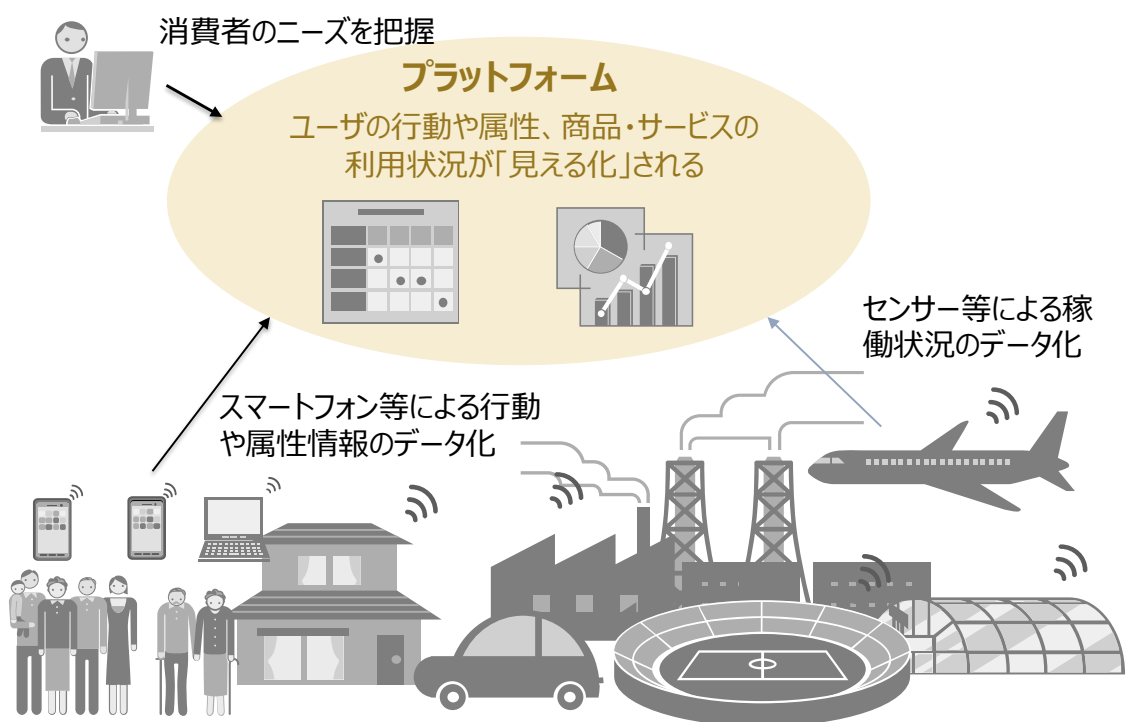 消費者のニーズを把握
プラットフォーム
ユーザの行動や属性、商品・サービスの
利用状況が「見える化」される
センサー等による稼
働状況のデータ化
スマートフォン等による行動
や属性情報のデータ化